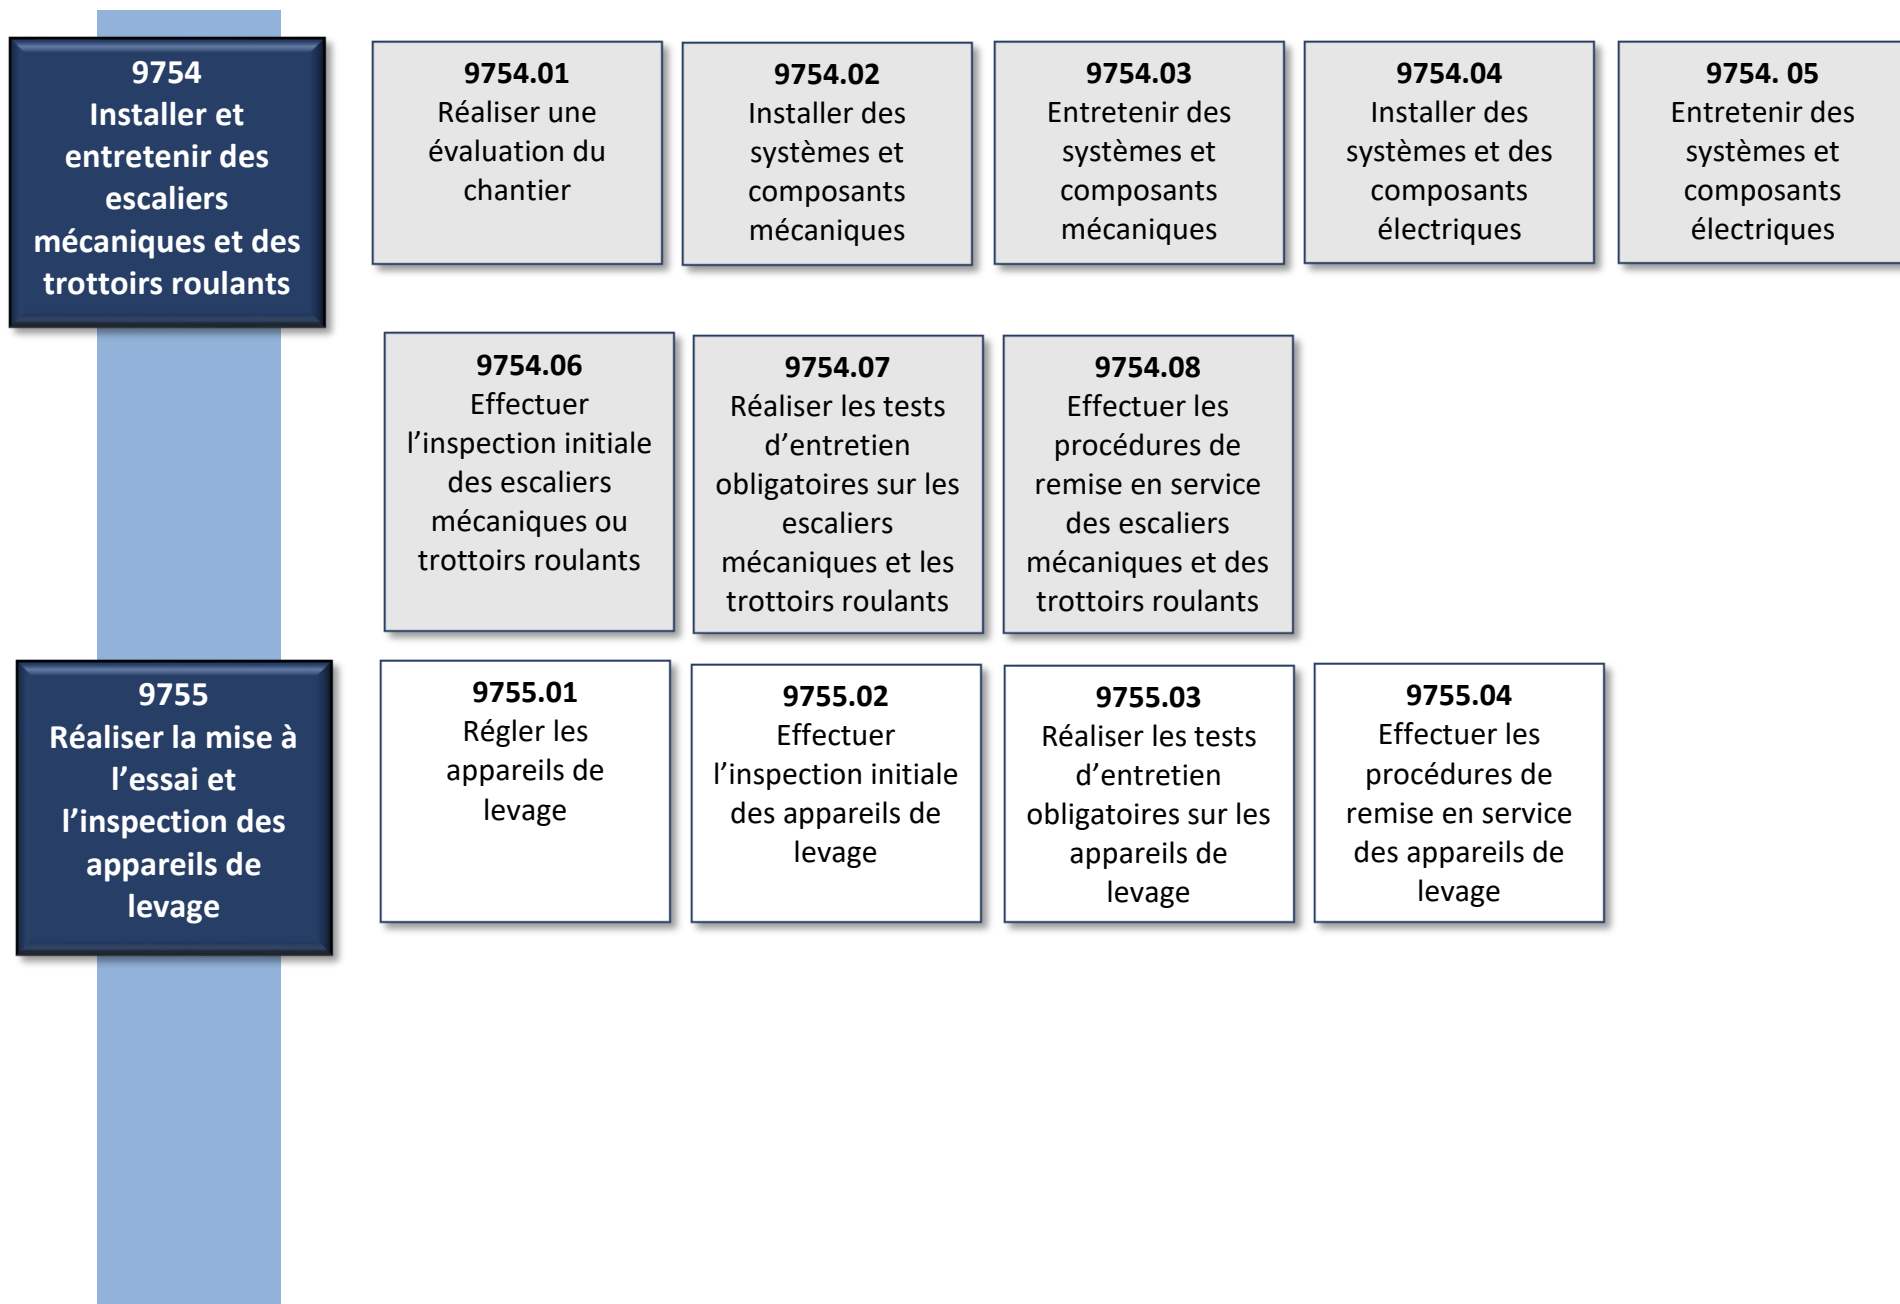 9754
Installer et
entretenir des
escaliers
mécaniques et des
trottoirs roulants
9754.01
Réaliser une
évaluation du
chantier
9754.02
Installer des
systèmes et
composants
mécaniques
9754.03
Entretenir des
systèmes et
composants
mécaniques
9754.04
Installer des
systèmes et des
composants
électriques
9754. 05
Entretenir des
systèmes et
composants
électriques
9754.06
Effectuer
l’inspection initiale
des escaliers
mécaniques ou
trottoirs roulants
9754.07
Réaliser les tests
d’entretien
obligatoires sur les
escaliers
mécaniques et les
trottoirs roulants
9754.08
Effectuer les
procédures de
remise en service
des escaliers
mécaniques et des
trottoirs roulants
9755
Réaliser la mise à
l’essai et
l’inspection des
appareils de
levage
9755.01
Régler les
appareils de
levage
9755.02
Effectuer
l’inspection initiale
des appareils de
levage
9755.03
Réaliser les tests
d’entretien
obligatoires sur les
appareils de
levage
9755.04
Effectuer les
procédures de
remise en service
des appareils de
levage